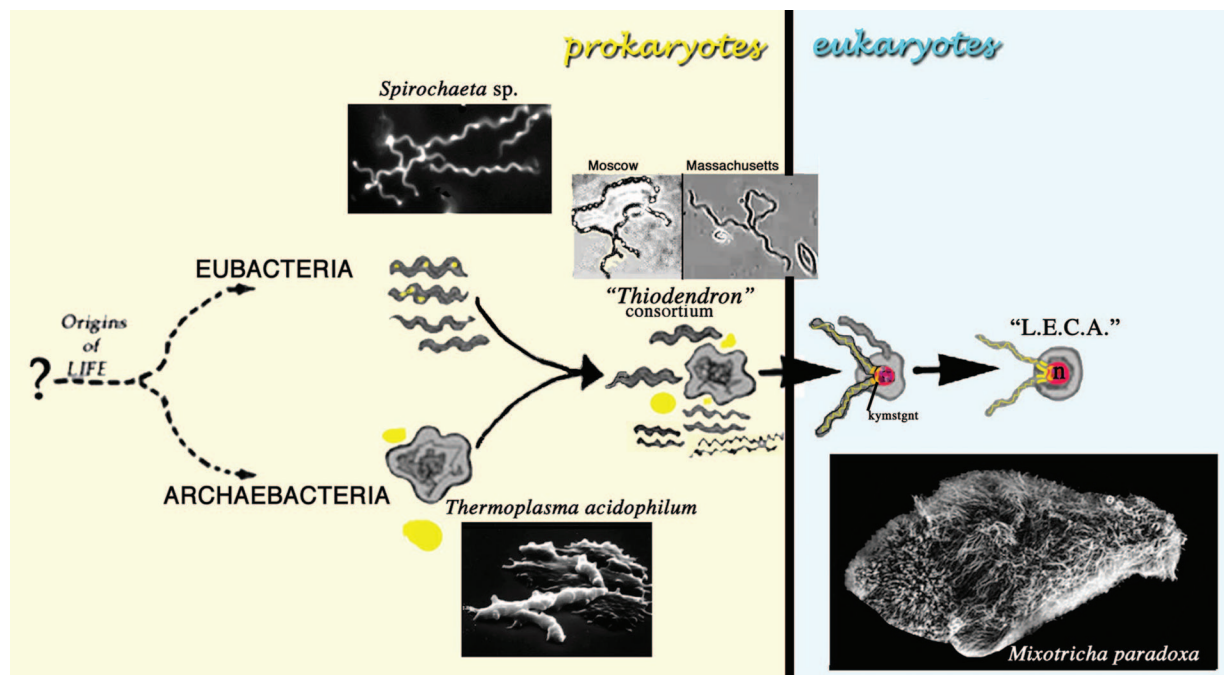 prokaryotes
eukaryotes
Spirochaeta sp.
Moscow
Massachusetts
EUBACTERIA
"Thiodendron"
consortium
"L.E.C.A."
Origins
of
LIFE
?
n
kymstgnt
ARCHAEBACTERIA
Thermoplasma acidophilum
Mixotricha paradoxa